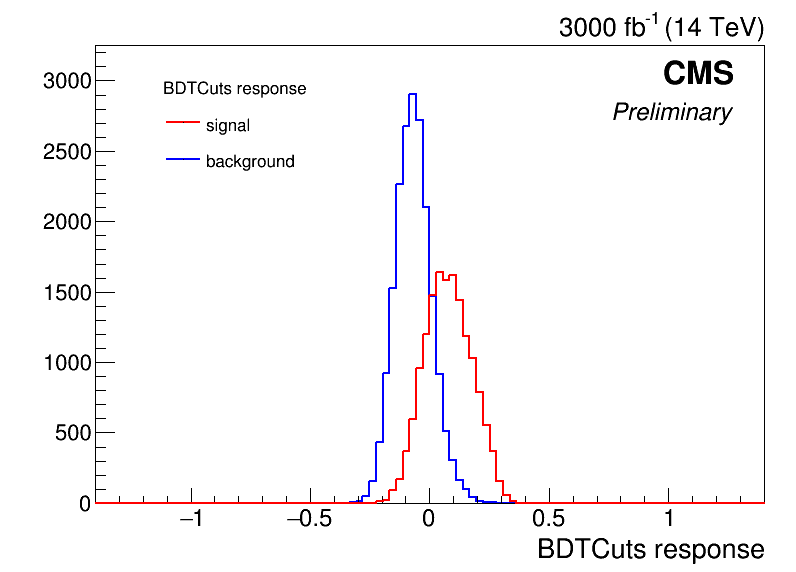 3000 fb-1 (14 TeV)
CMS
Preliminary
BDTCuts response
signal
background
3000
2500
2000
1500
1000
500
0
−1 −0.5 0 0.5 1
BDTCuts response